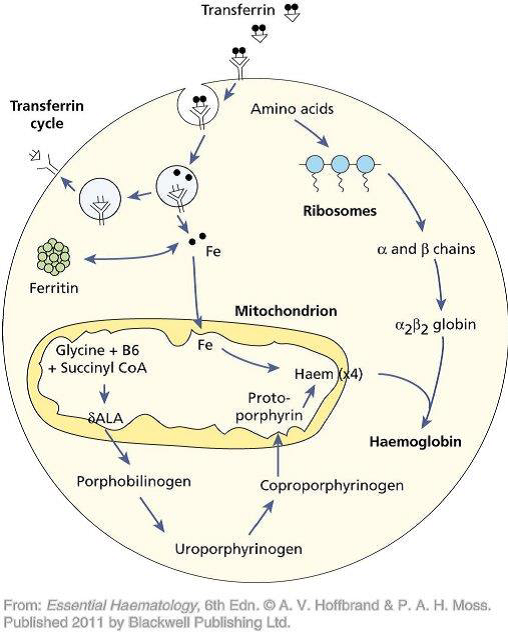 Transferrin
Transferrin
cycle
Amino acids
Ribosomes
Fe
α and β chains
Ferritin
Mitochondrion
α₂β₂ globin
Glycine + B6
+ Succinyl CoA
Fe
Haem (x4)
δALA
Proto-
porphyrin
Haemoglobin
Porphobilinogen
Coproporphyrinogen
Uroporphyrinogen
From: Essential Haematology, 6th Edn. © A. V. Hoffbrand & P. A. H. Moss.
Published 2011 by Blackwell Publishing Ltd.